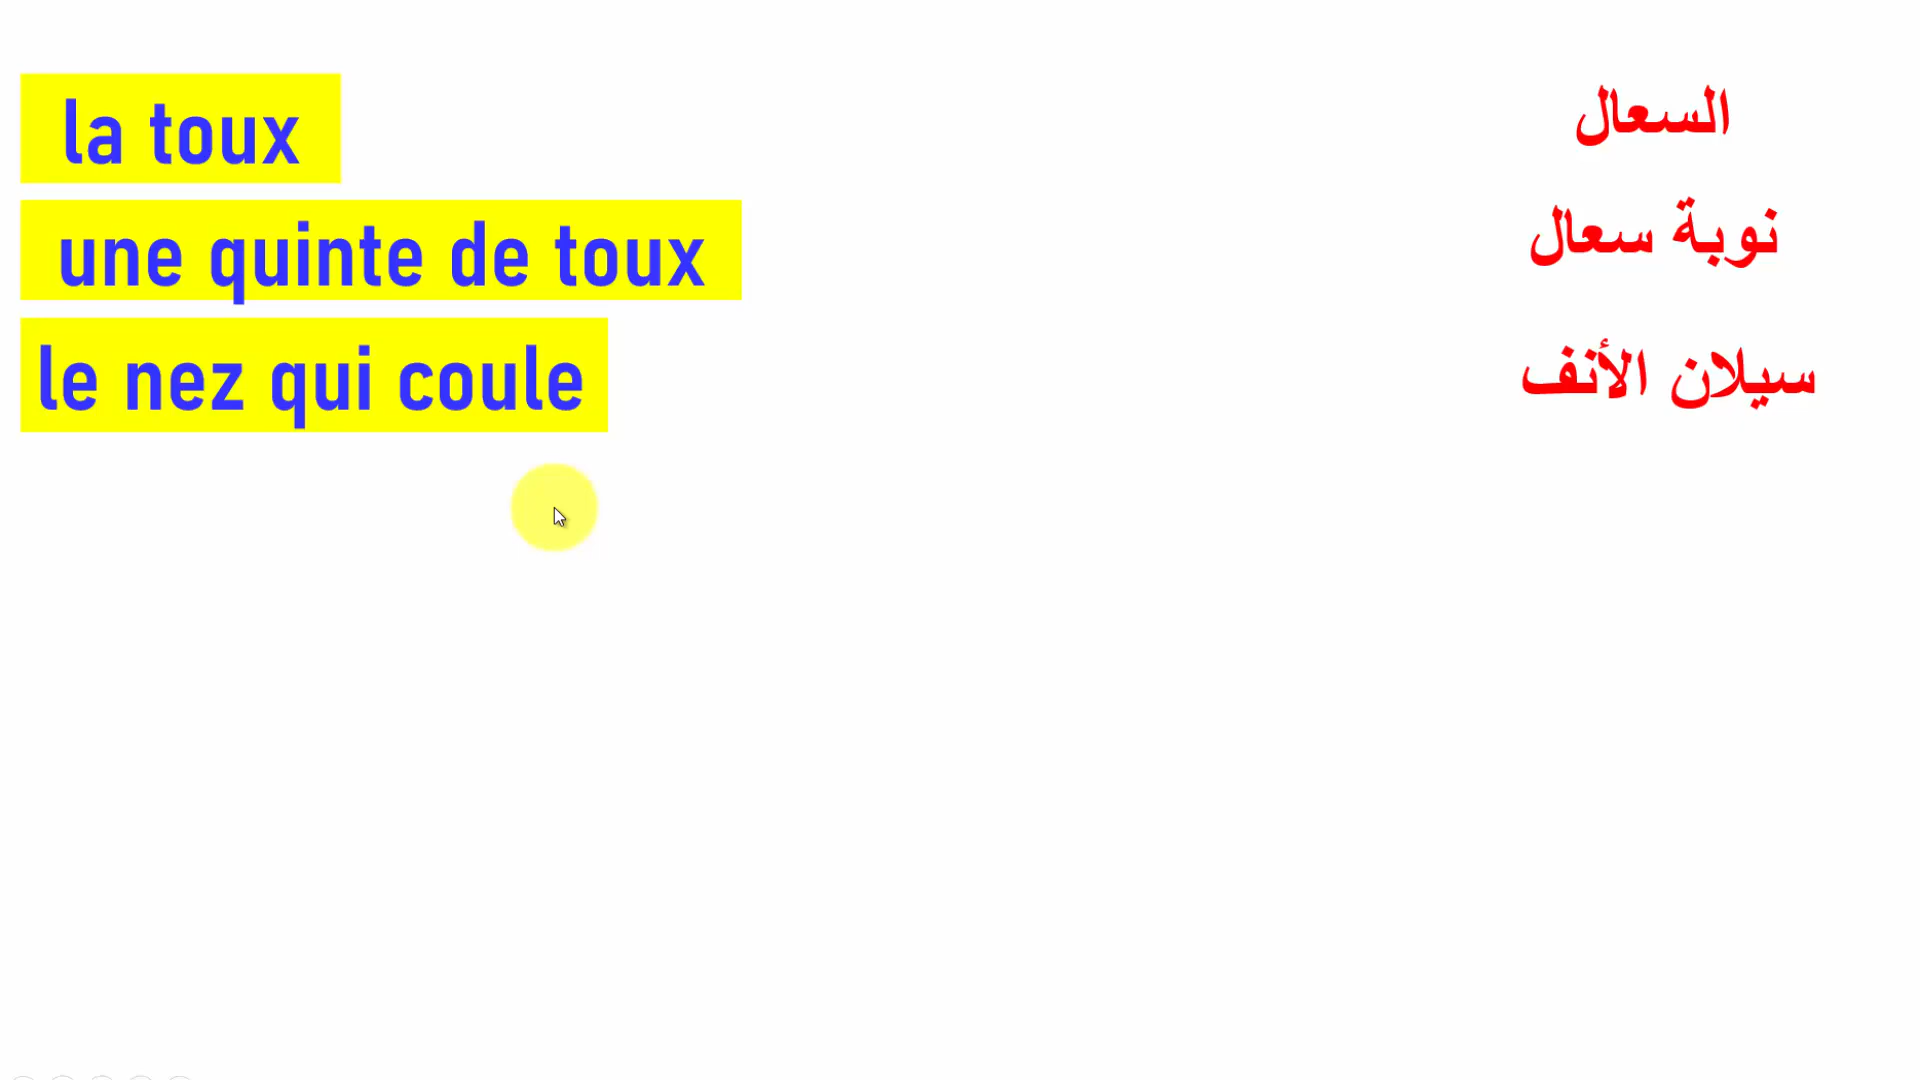 la toux السعال
une quinte de toux نوبة سعال
le nez qui coule سيلان الأنف